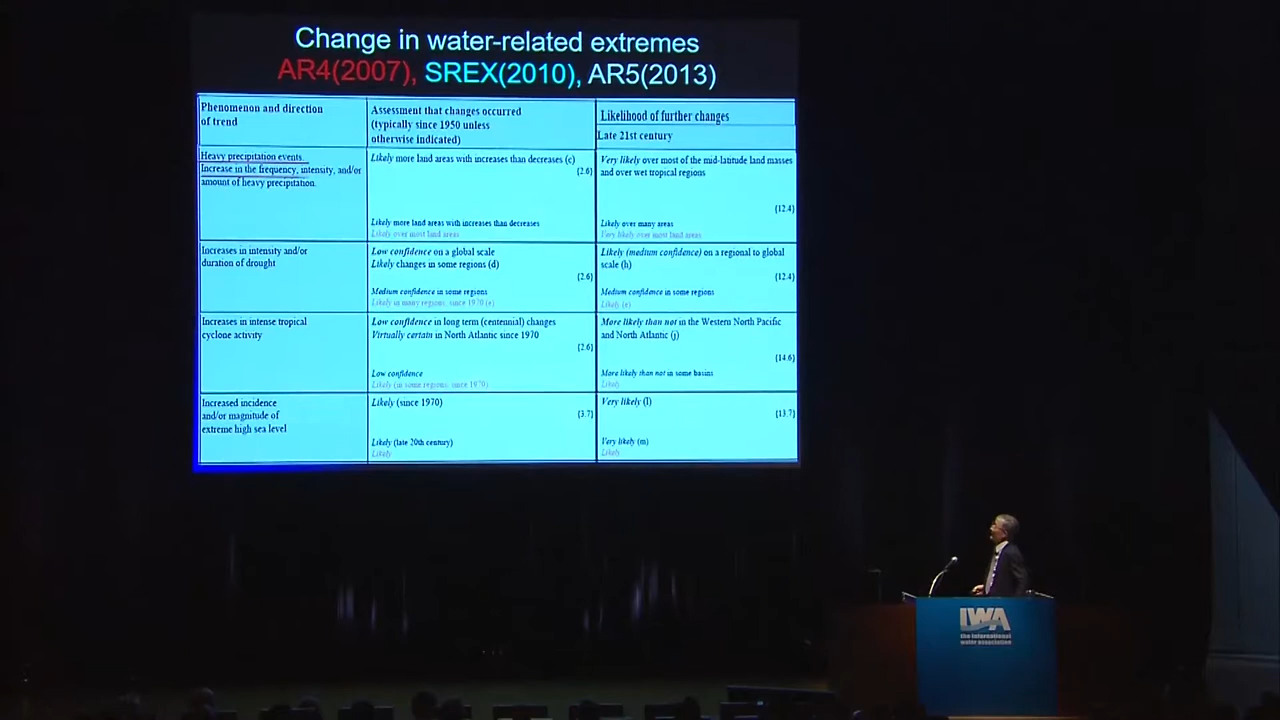 Change in water-related extremes
AR4(2007), SREX(2010), AR5(2013)
Phenomenon and direction
of trend
Assessment that changes occurred
(typically since 1950 unless
otherwise indicated)
Likelihood of further changes
Late 21st century
Heavy precipitation events.
Increase in the frequency, intensity, and/or
amount of heavy precipitation.
Likely more land areas with increases than decreases (c)
{2.6}
Likely more land areas with increases than decreases
Likely over most land areas
Very likely over most of the mid-latitude land masses
and over wet tropical regions
{12.4}
Likely over many areas
Very likely over most land areas
Increases in intensity and/or
duration of drought
Low confidence on a global scale
Likely changes in some regions (d)
{2.6}
Medium confidence in some regions
Likely in many regions, since 1970 (e)
Likely (medium confidence) on a regional to global
scale (h)
{12.4}
Medium confidence in some regions
Likely (e)
Increases in intense tropical
cyclone activity
Low confidence in long term (centennial) changes
Virtually certain in North Atlantic since 1970
{2.6}
Low confidence
Likely (in some regions, since 1970)
More likely than not in the Western North Pacific
and North Atlantic (j)
{14.6}
More likely than not in some basins
Likely
Increased incidence
and/or magnitude of
extreme high sea level
Likely (since 1970)
{3.7}
Likely (late 20th century)
Likely
Very likely (l)
{13.7}
Very likely (m)
Likely
IWA
the international
water association